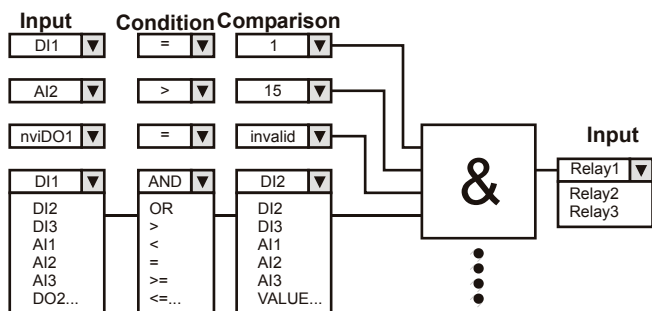 Input Condition Comparison
DI1 = 1
AI2 > 15
nviDO1 = invalid
DI1 AND DI2
DI2 OR DI2
DI3 > DI3
AI1 < AI1
AI2 = AI2
AI3 >= AI3
DO2... <=... VALUE...
&
Input
Relay1
Relay2
Relay3